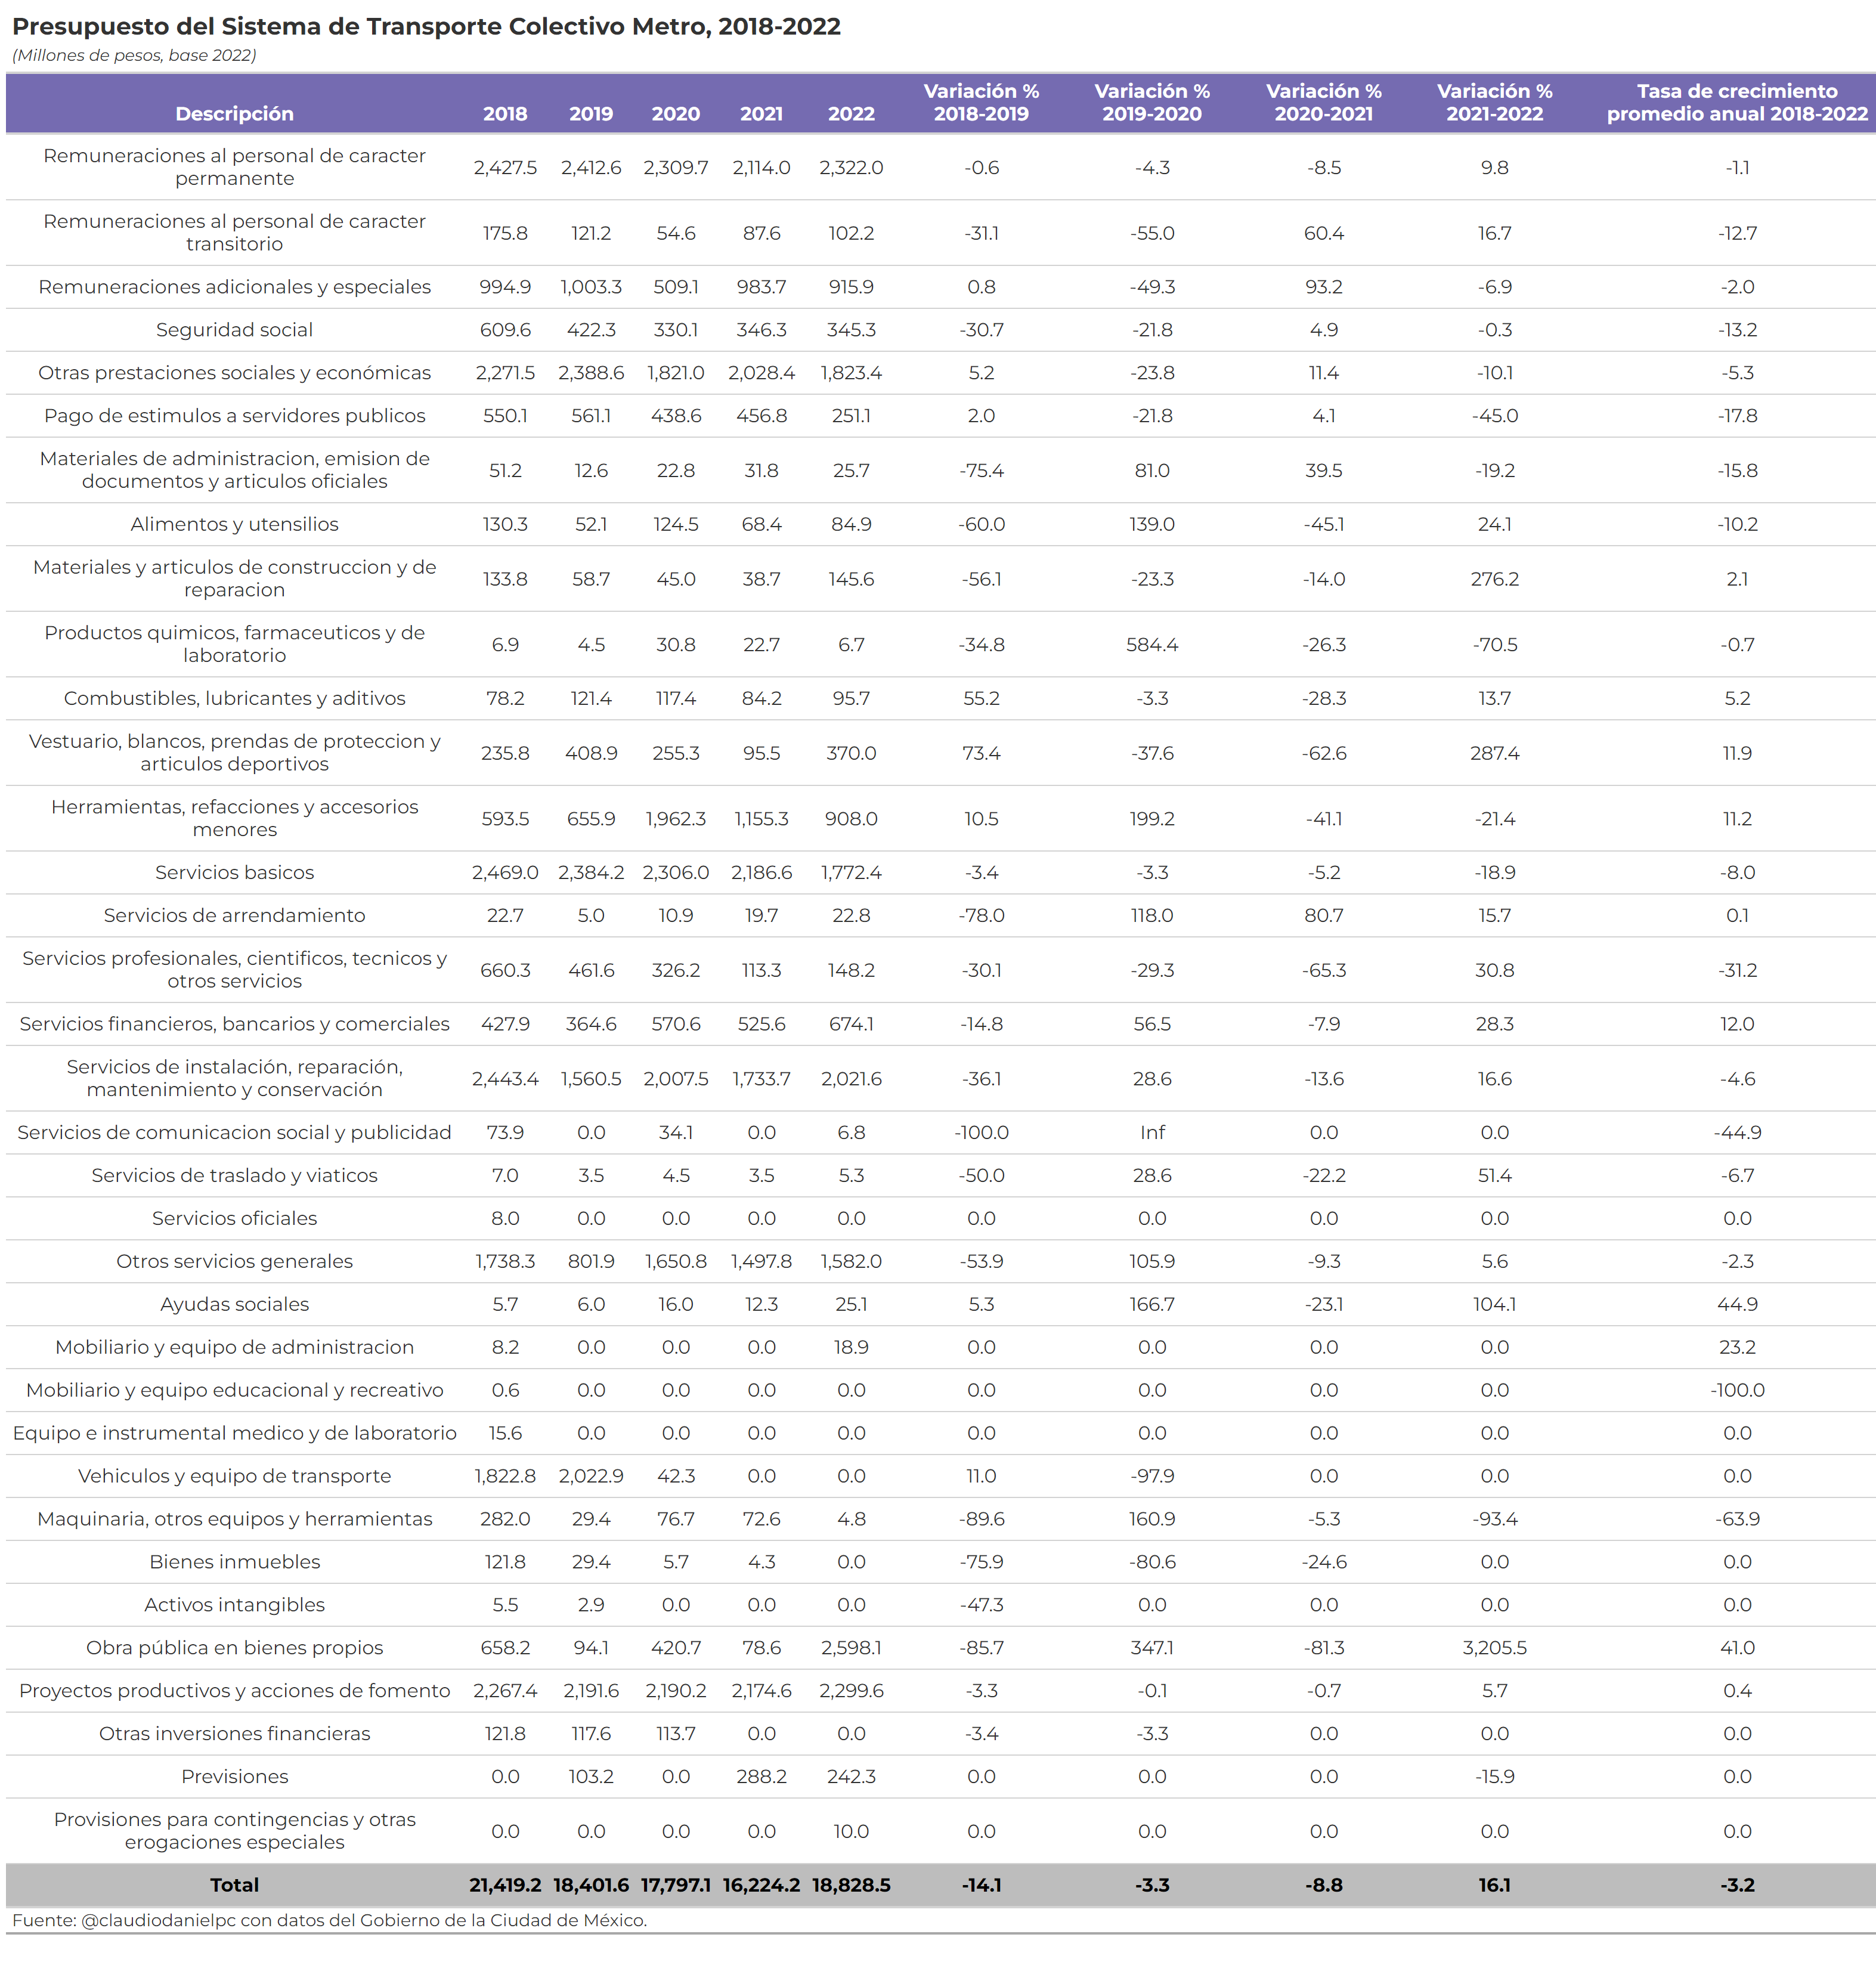 Presupuesto del Sistema de Transporte Colectivo Metro, 2018-2022
(Millones de pesos, base 2022)
Descripción 2018 2019 2020 2021 2022 Variación % 2018-2019 Variación % 2019-2020 Variación % 2020-2021 Variación % 2021-2022 Tasa de crecimiento promedio anual 2018-2022
Remuneraciones al personal de caracter permanente 2,427.5 2,412.6 2,309.7 2,114.0 2,322.0 -0.6 -4.3 -8.5 9.8 -1.1
Remuneraciones al personal de caracter transitorio 175.8 121.2 54.6 87.6 102.2 -31.1 -55.0 60.4 16.7 -12.7
Remuneraciones adicionales y especiales 994.9 1,003.3 509.1 983.7 915.9 0.8 -49.3 93.2 -6.9 -2.0
Seguridad social 609.6 422.3 330.1 346.3 345.3 -30.7 -21.8 4.9 -0.3 -13.2
Otras prestaciones sociales y económicas 2,271.5 2,388.6 1,821.0 2,028.4 1,823.4 5.2 -23.8 11.4 -10.1 -5.3
Pago de estimulos a servidores publicos 550.1 561.1 438.6 456.8 251.1 2.0 -21.8 4.1 -45.0 -17.8
Materiales de administracion, emision de documentos y articulos oficiales 51.2 12.6 22.8 31.8 25.7 -75.4 81.0 39.5 -19.2 -15.8
Alimentos y utensilios 130.3 52.1 124.5 68.4 84.9 -60.0 139.0 -45.1 24.1 -10.2
Materiales y articulos de construccion y de reparacion 133.8 58.7 45.0 38.7 145.6 -56.1 -23.3 -14.0 276.2 2.1
Productos quimicos, farmaceuticos y de laboratorio 6.9 4.5 30.8 22.7 6.7 -34.8 584.4 -26.3 -70.5 -0.7
Combustibles, lubricantes y aditivos 78.2 121.4 117.4 84.2 95.7 55.2 -3.3 -28.3 13.7 5.2
Vestuario, blancos, prendas de proteccion y articulos deportivos 235.8 408.9 255.3 95.5 370.0 73.4 -37.6 -62.6 287.4 11.9
Herramientas, refacciones y accesorios menores 593.5 655.9 1,962.3 1,155.3 908.0 10.5 199.2 -41.1 -21.4 11.2
Servicios basicos 2,469.0 2,384.2 2,306.0 2,186.6 1,772.4 -3.4 -3.3 -5.2 -18.9 -8.0
Servicios de arrendamiento 22.7 5.0 10.9 19.7 22.8 -78.0 118.0 80.7 15.7 0.1
Servicios profesionales, cientificos, tecnicos y otros servicios 660.3 461.6 326.2 113.3 148.2 -30.1 -29.3 -65.3 30.8 -31.2
Servicios financieros, bancarios y comerciales 427.9 364.6 570.6 525.6 674.1 -14.8 56.5 -7.9 28.3 12.0
Servicios de instalación, reparación, mantenimiento y conservación 2,443.4 1,560.5 2,007.5 1,733.7 2,021.6 -36.1 28.6 -13.6 16.6 -4.6
Servicios de comunicacion social y publicidad 73.9 0.0 34.1 0.0 6.8 -100.0 Inf 0.0 0.0 -44.9
Servicios de traslado y viaticos 7.0 3.5 4.5 3.5 5.3 -50.0 28.6 -22.2 51.4 -6.7
Servicios oficiales 8.0 0.0 0.0 0.0 0.0 0.0 0.0 0.0 0.0 0.0
Otros servicios generales 1,738.3 801.9 1,650.8 1,497.8 1,582.0 -53.9 105.9 -9.3 5.6 -2.3
Ayudas sociales 5.7 6.0 16.0 12.3 25.1 5.3 166.7 -23.1 104.1 44.9
Mobiliario y equipo de administracion 8.2 0.0 0.0 0.0 18.9 0.0 0.0 0.0 0.0 23.2
Mobiliario y equipo educacional y recreativo 0.6 0.0 0.0 0.0 0.0 0.0 0.0 0.0 0.0 -100.0
Equipo e instrumental medico y de laboratorio 15.6 0.0 0.0 0.0 0.0 0.0 0.0 0.0 0.0 0.0
Vehiculos y equipo de transporte 1,822.8 2,022.9 42.3 0.0 0.0 11.0 -97.9 0.0 0.0 0.0
Maquinaria, otros equipos y herramientas 282.0 29.4 76.7 72.6 4.8 -89.6 160.9 -5.3 -93.4 -63.9
Bienes inmuebles 121.8 29.4 5.7 4.3 0.0 -75.9 -80.6 -24.6 0.0 0.0
Activos intangibles 5.5 2.9 0.0 0.0 0.0 -47.3 0.0 0.0 0.0 0.0
Obra pública en bienes propios 658.2 94.1 420.7 78.6 2,598.1 -85.7 347.1 -81.3 3,205.5 41.0
Proyectos productivos y acciones de fomento 2,267.4 2,191.6 2,190.2 2,174.6 2,299.6 -3.3 -0.1 -0.7 5.7 0.4
Otras inversiones financieras 121.8 117.6 113.7 0.0 0.0 -3.4 -3.3 0.0 0.0 0.0
Previsiones 0.0 103.2 0.0 288.2 242.3 0.0 0.0 0.0 -15.9 0.0
Provisiones para contingencias y otras erogaciones especiales 0.0 0.0 0.0 0.0 10.0 0.0 0.0 0.0 0.0 0.0
Total 21,419.2 18,401.6 17,797.1 16,224.2 18,828.5 -14.1 -3.3 -8.8 16.1 -3.2
Fuente: @claudiodanielpc con datos del Gobierno de la Ciudad de México.